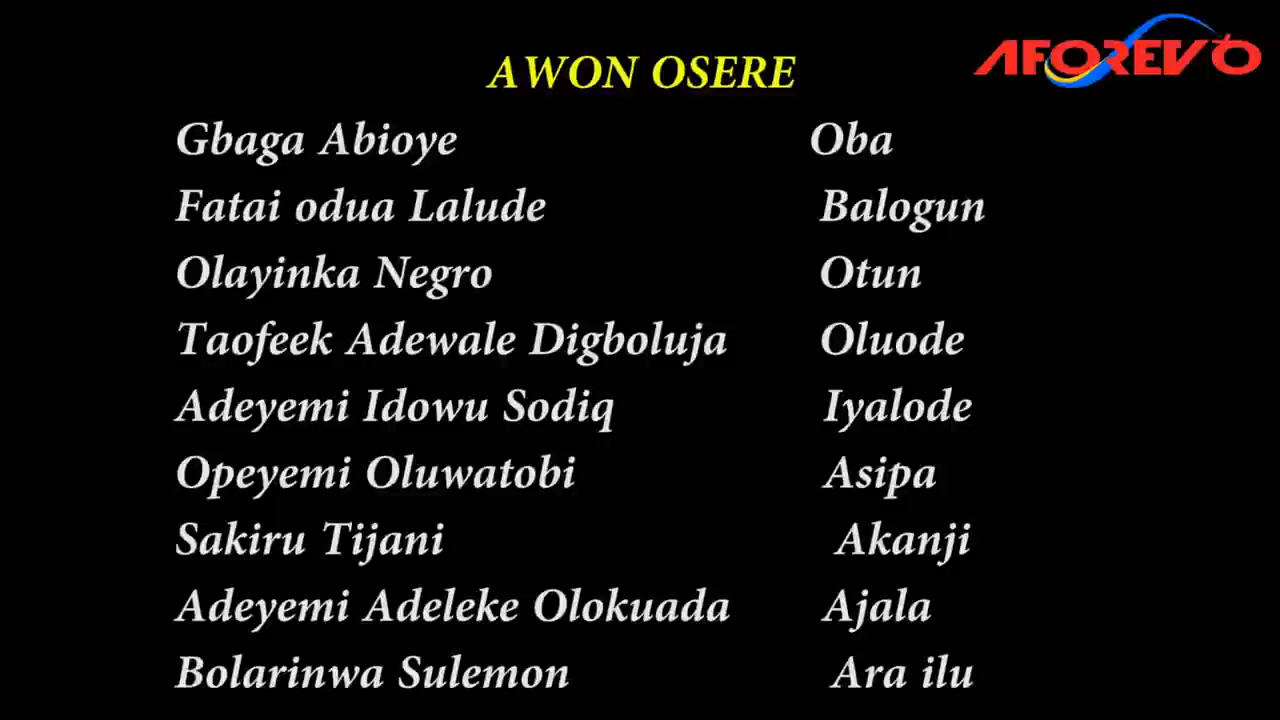 AFOREVO
AWON OSERE
Gbaga Abioye Oba
Fatai odua Lalude Balogun
Olayinka Negro Otun
Taofeek Adewale Digboluja Oluode
Adeyemi Idowu Sodiq Iyalode
Opeyemi Oluwatobi Asipa
Sakiru Tijani Akanji
Adeyemi Adeleke Olokuada Ajala
Bolarinwa Sulemon Ara ilu